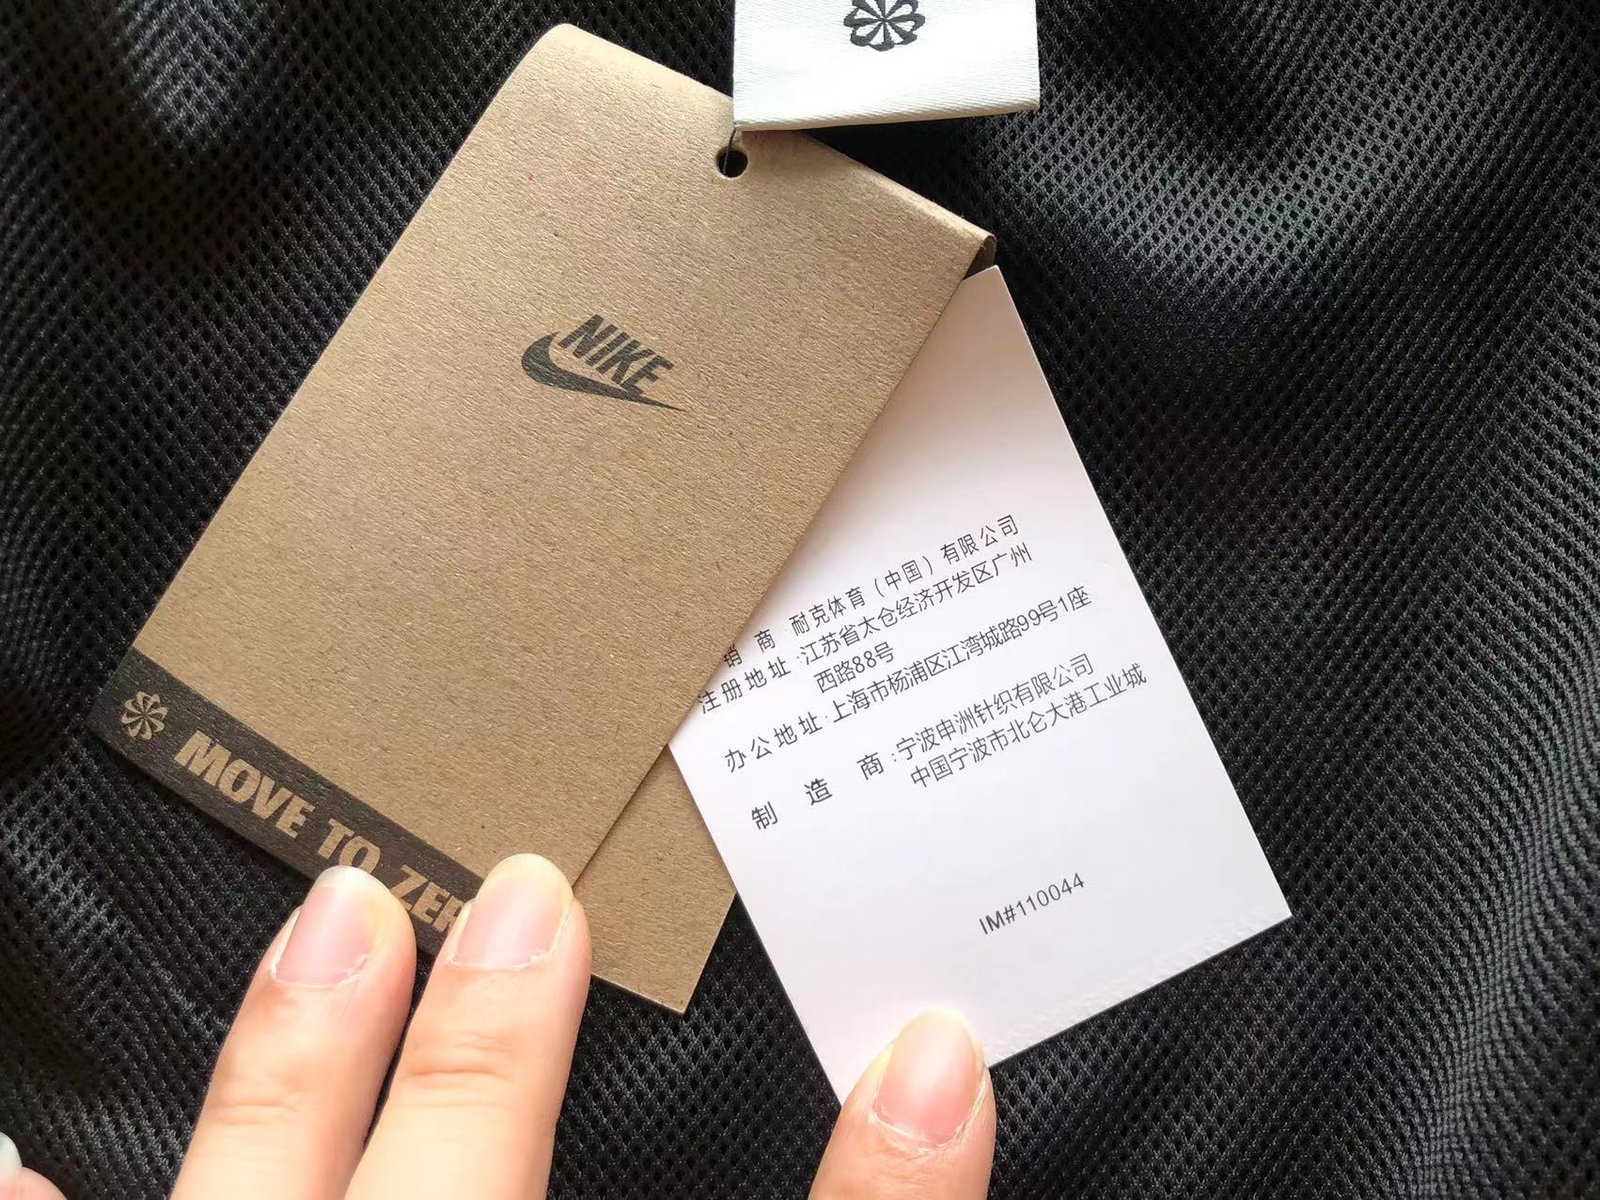 NIKE
MOVE TO ZER
销 商:耐克体育(中国)有限公司
注册地址:江苏省太仓经济开发区广州
西路88号
办公地址:上海市杨浦区江湾城路99号1座
制 造 商:宁波申洲针织有限公司
中国宁波市北仑大港工业城
IM#110044